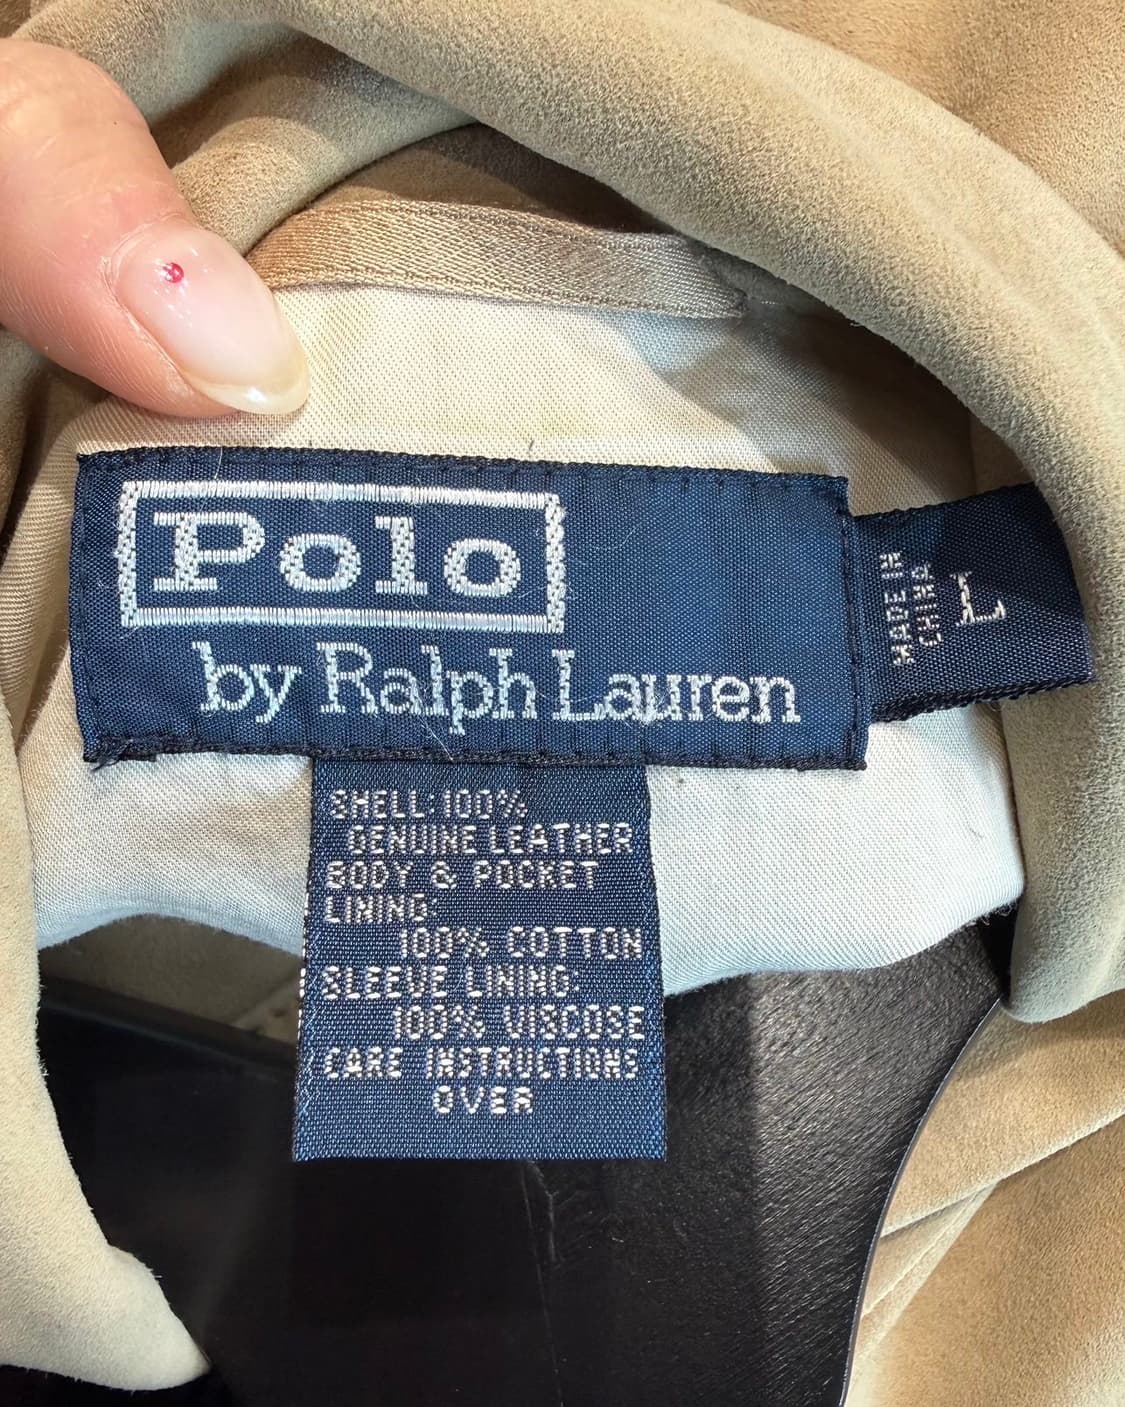 Polo
by Ralph Lauren
MADE IN
CHINA
L
SHELL: 100%
GENUINE LEATHER
BODY & POCKET
LINING:
100% COTTON
SLEEVE LINING:
100% VISCOSE
CARE INSTRUCTIONS
OVER